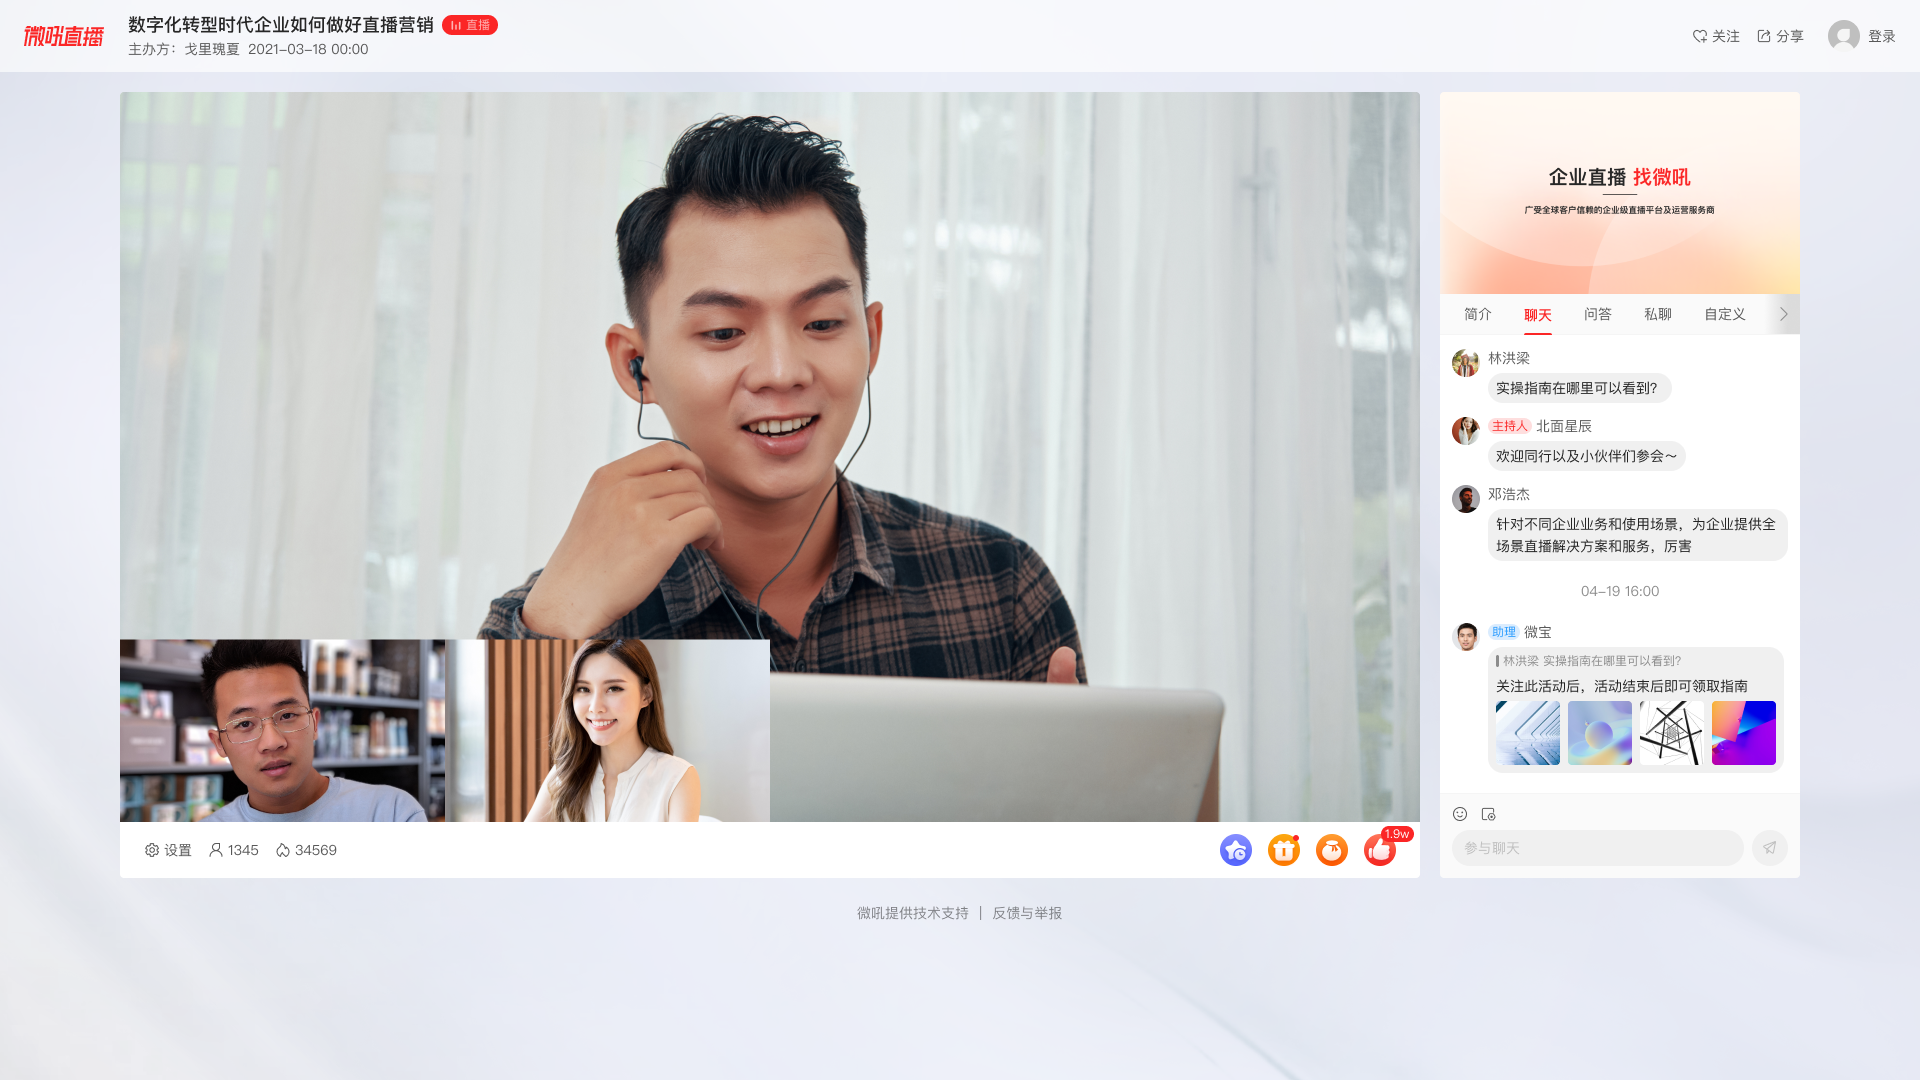 微吼直播
数字化转型时代企业如何做好直播营销 直播
主办方：戈里瑰夏 2021-03-18 00:00
关注 分享 登录
企业直播 找微吼
广受全球客户信赖的企业级直播平台及运营服务商
简介 聊天 问答 私聊 自定义
林洪梁
实操指南在哪里可以看到？
主持人 北面星辰
欢迎同行以及小伙伴们参会～
邓浩杰
针对不同企业业务和使用场景，为企业提供全
场景直播解决方案和服务，厉害
04-19 16:00
助理 微宝
林洪梁 实操指南在哪里可以看到？
关注此活动后，活动结束后即可领取指南
参与聊天
设置 1345 34569
1.9w
微吼提供技术支持 | 反馈与举报